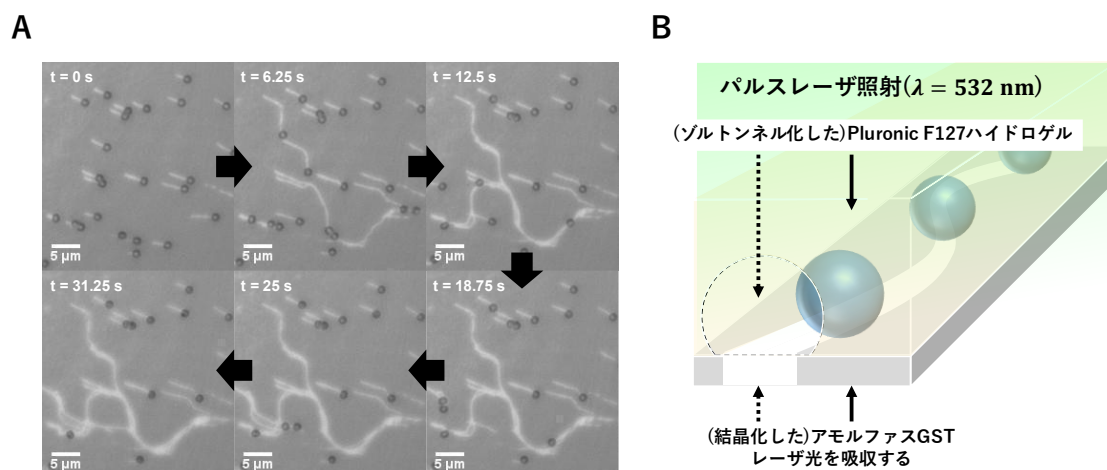 A
t = 0 s
t = 6.25 s
t = 12.5 s
5 μm
5 μm
5 μm
t = 31.25 s
t = 25 s
t = 18.75 s
5 μm
5 μm
5 μm
B
パルスレーザ照射(λ = 532 nm)
(ゾルトンネル化した)Pluronic F127ハイドロゲル
(結晶化した)アモルファスGST
レーザ光を吸収する